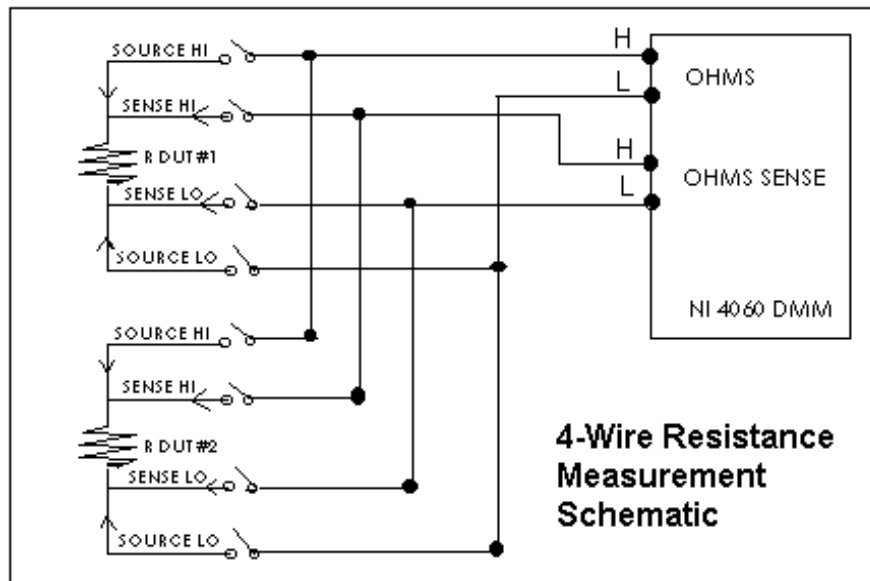 SOURCE HI
SENSE HI
R DUT#1
SENSE LO
SOURCE LO
SOURCE HI
SENSE HI
R DUT#2
SENSE LO
SOURCE LO
H
OHMS
L
H
OHMS SENSE
L
NI 4060 DMM
4-Wire Resistance
Measurement
Schematic